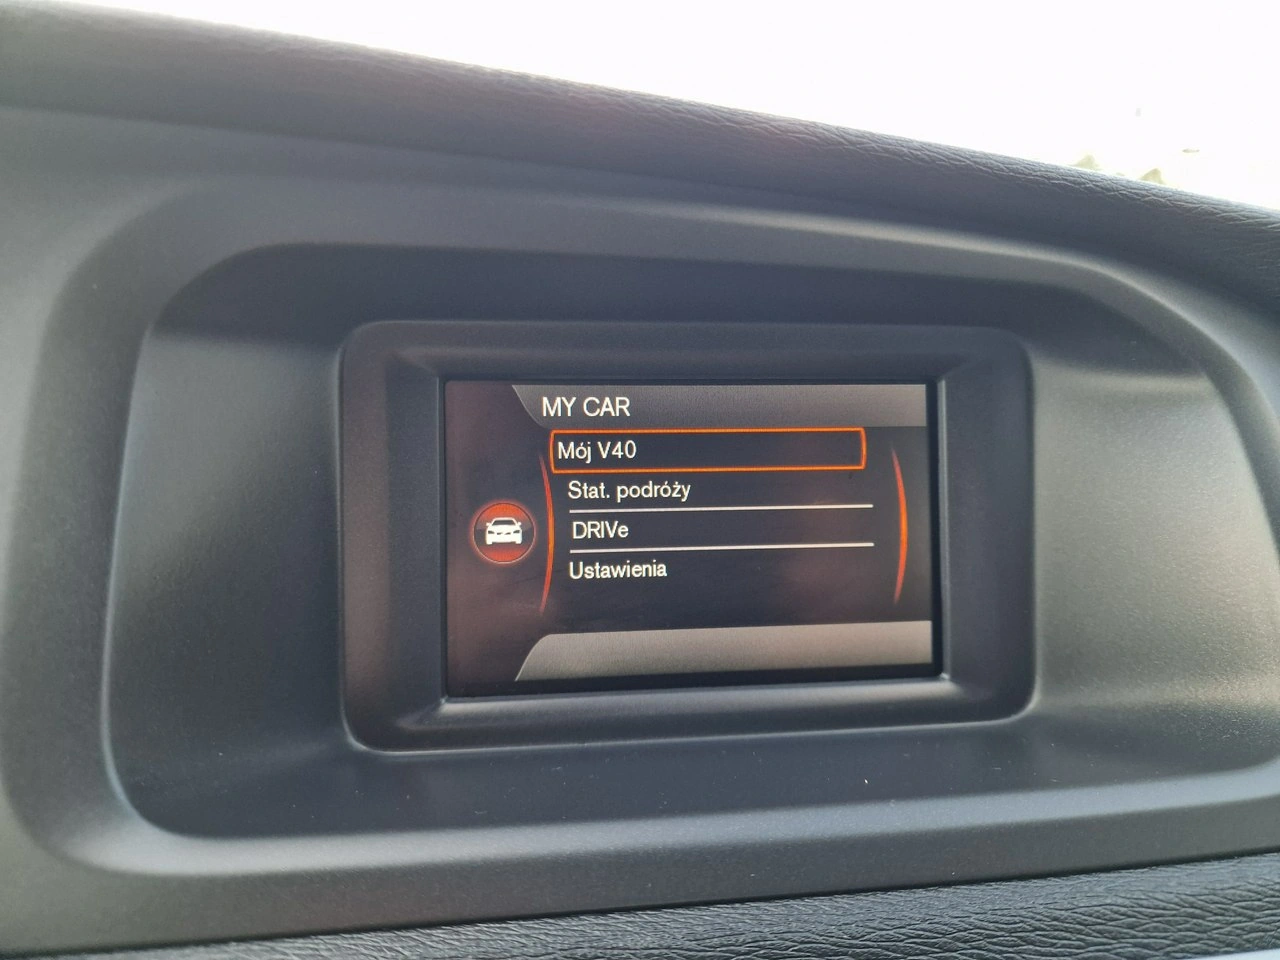 MY CAR
Mój V40
Stat. podróży
DRIVe
Ustawienia